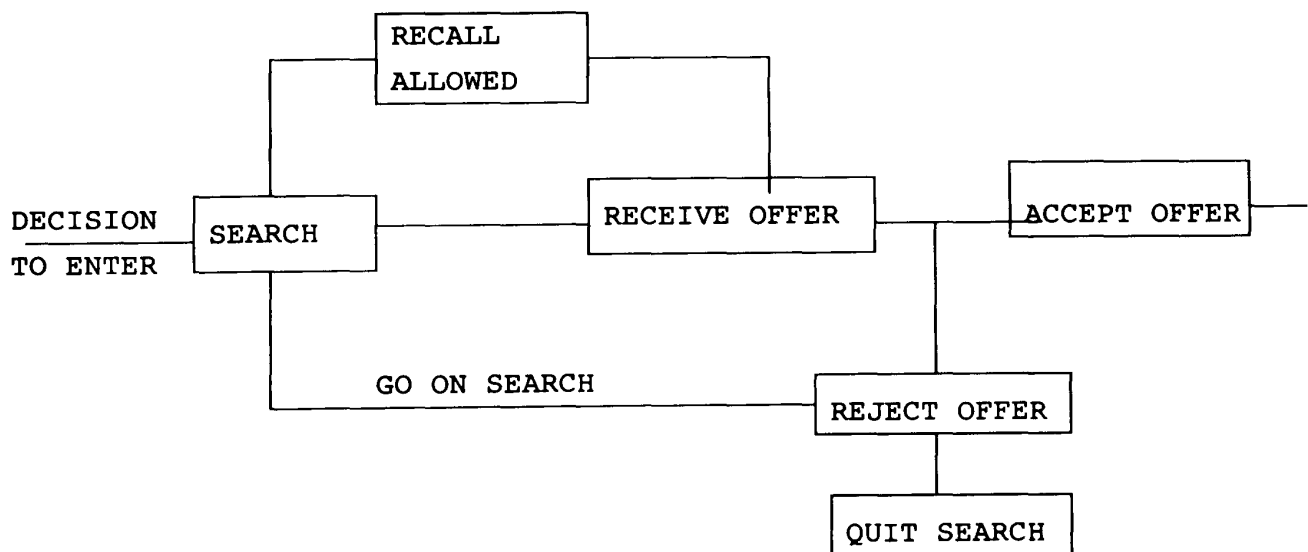 RECALL
ALLOWED
DECISION
TO ENTER
SEARCH
RECEIVE OFFER
ACCEPT OFFER
GO ON SEARCH
REJECT OFFER
QUIT SEARCH